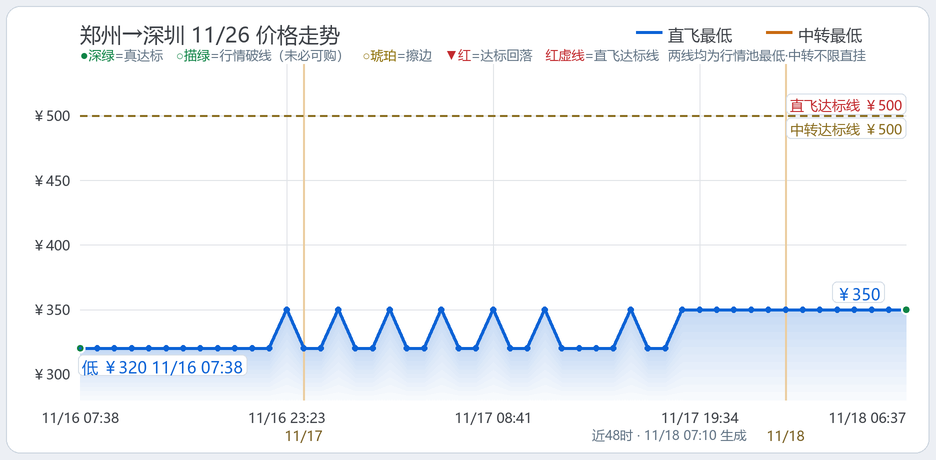 郑州→深圳 11/26 价格走势
直飞最低 中转最低
●深绿=真达标 ○描绿=行情破线（未必可购） ○琥珀=擦边 ▼红=达标回落 红虚线=直飞达标线 两线均为行情池最低·中转不限直挂
直飞达标线 ¥500
¥500
中转达标线 ¥500
¥450
¥400
¥350
¥350
低 ¥320 11/16 07:38
¥300
11/16 07:38 11/16 23:23 11/17 08:41 11/17 19:34 11/18 06:37
11/17 近48时 · 11/18 07:10 生成 11/18